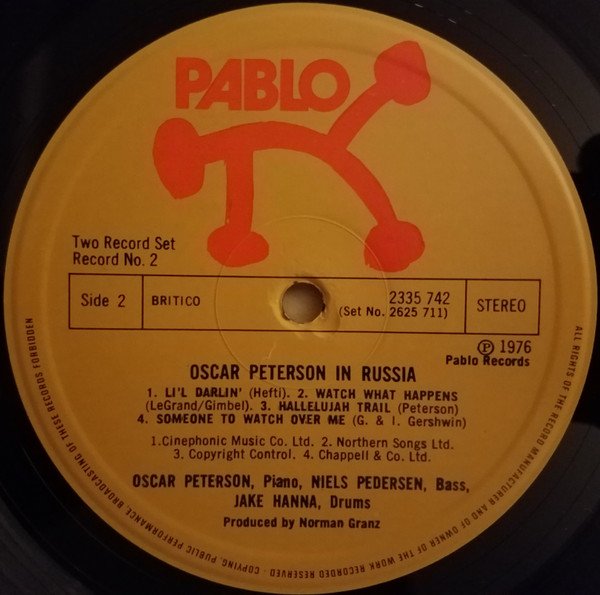 PABLO
Two Record Set
Record No. 2
Side 2
BRITICO
2335 742
(Set No. 2625 711)
STEREO
Ⓟ 1976
Pablo Records
OSCAR PETERSON IN RUSSIA
1. LI'L DARLIN' (Hefti). 2. WATCH WHAT HAPPENS
(LeGrand/Gimbel). 3. HALLELUJAH TRAIL (Peterson)
4. SOMEONE TO WATCH OVER ME (G. & I. Gershwin)
1.Cinephonic Music Co. Ltd. 2. Northern Songs Ltd.
3. Copyright Control. 4. Chappell & Co. Ltd.
OSCAR PETERSON, Piano, NIELS PEDERSEN, Bass,
JAKE HANNA, Drums
Produced by Norman Granz
ALL RIGHTS OF THE RECORD MANUFACTURER AND OF OWNER OF THE WORK RECORDED RESERVED · COPYING, PUBLIC PERFORMANCE, BROADCASTING OF THESE RECORDS FORBIDDEN